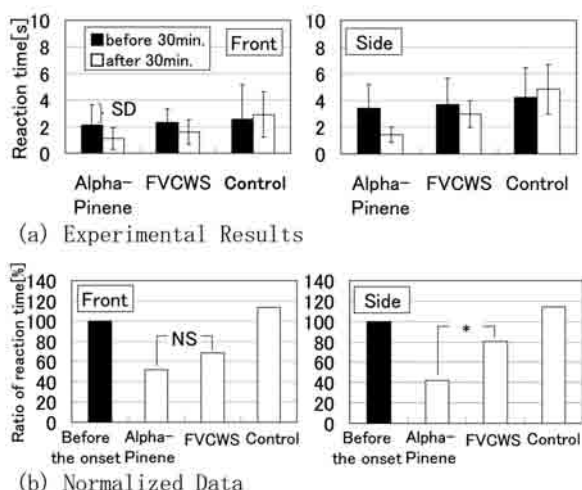 10
8
6
4
2
0
Reaction time[s]
before 30min.
after 30min.
Front
SD
Alpha-
Pinene
FVCWS
Control
10
8
6
4
2
0
Side
Alpha-
Pinene
FVCWS
Control
(a) Experimental Results
140
120
100
80
60
40
20
0
Ratio of reaction time[%]
Front
NS
Before
the onset
Alpha-
Pinene
FVCWS
Control
140
120
100
80
60
40
20
0
Side
*
Before
the onset
Alpha-
Pinene
FVCWS
Control
(b) Normalized Data